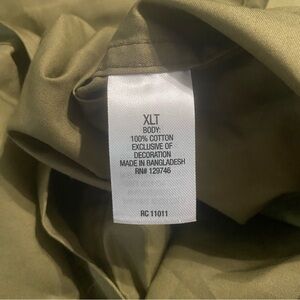 XLT
BODY:
100% COTTON
EXCLUSIVE OF
DECORATION
MADE IN BANGLADESH
RN# 129746
RC 11011